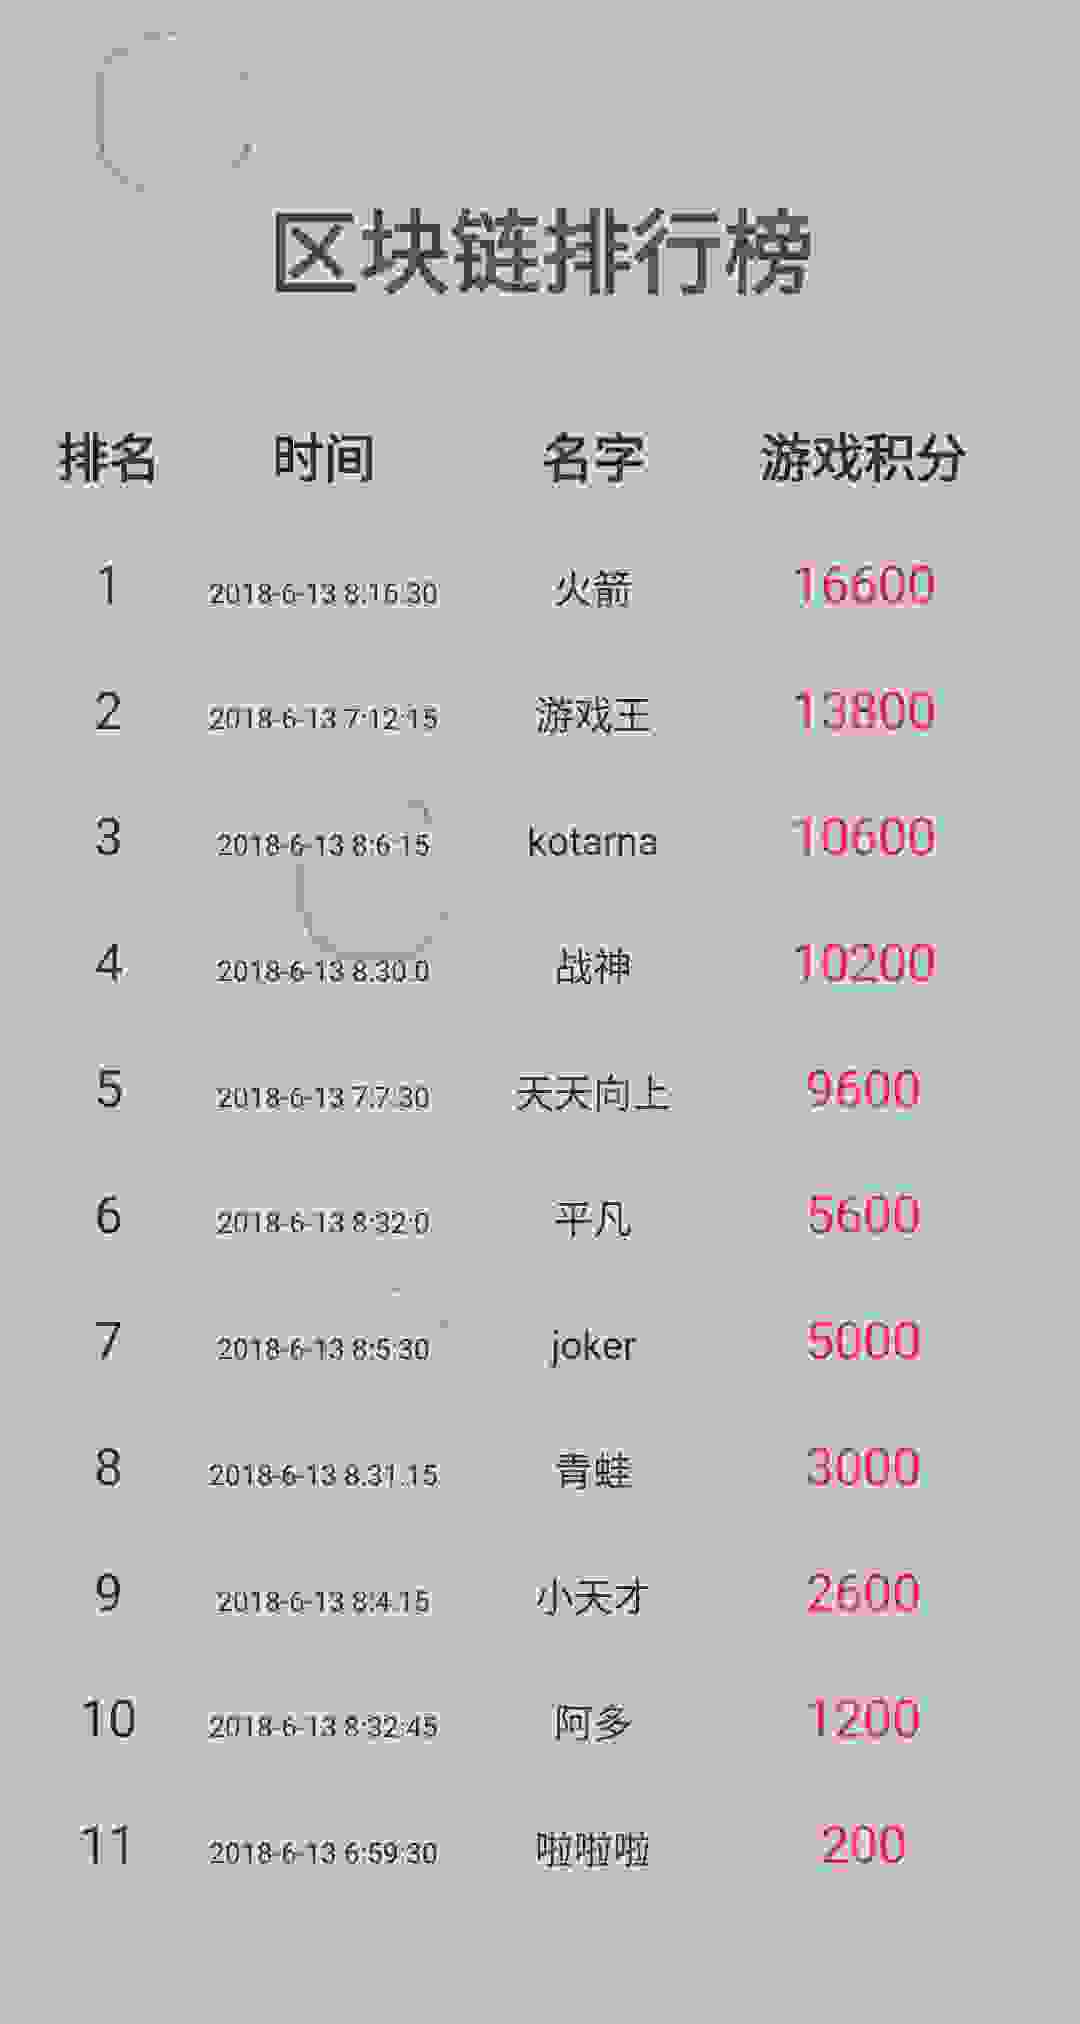 区块链排行榜
排名 时间 名字 游戏积分
1 2018-6-13 8:16:30 火箭 16600
2 2018-6-13 7:12:15 游戏王 13800
3 2018-6-13 8:6:15 kotarna 10600
4 2018-6-13 8:30:0 战神 10200
5 2018-6-13 7:7:30 天天向上 9600
6 2018-6-13 8:32:0 平凡 5600
7 2018-6-13 8:5:30 joker 5000
8 2018-6-13 8:31:15 青蛙 3000
9 2018-6-13 8:4:15 小天才 2600
10 2018-6-13 8:32:45 阿多 1200
11 2018-6-13 6:59:30 啦啦啦 200